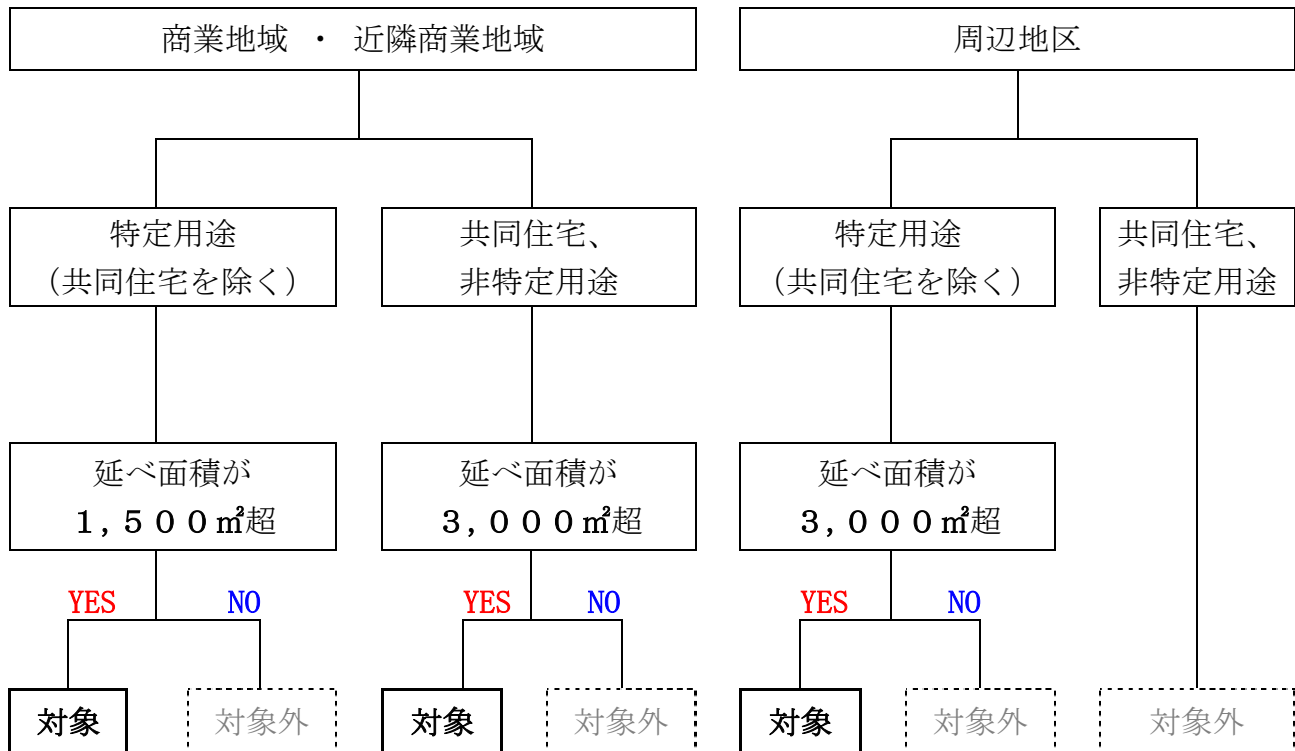 商業地域 ・ 近隣商業地域
周辺地区
特定用途
（共同住宅を除く）
共同住宅、
非特定用途
特定用途
（共同住宅を除く）
共同住宅、
非特定用途
延べ面積が
１,５００㎡超
延べ面積が
３,０００㎡超
延べ面積が
３,０００㎡超
YES
NO
YES
NO
YES
NO
対象
対象外
対象
対象外
対象
対象外
対象外